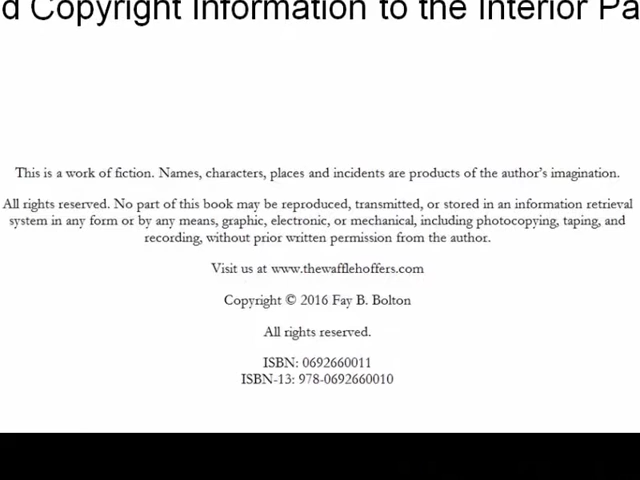 d Copyright Information to the Interior Pa
This is a work of fiction. Names, characters, places and incidents are products of the author's imagination.
All rights reserved. No part of this book may be reproduced, transmitted, or stored in an information retrieval
system in any form or by any means, graphic, electronic, or mechanical, including photocopying, taping, and
recording, without prior written permission from the author.
Visit us at www.thewafflehoffers.com
Copyright © 2016 Fay B. Bolton
All rights reserved.
ISBN: 0692660011
ISBN-13: 978-0692660010